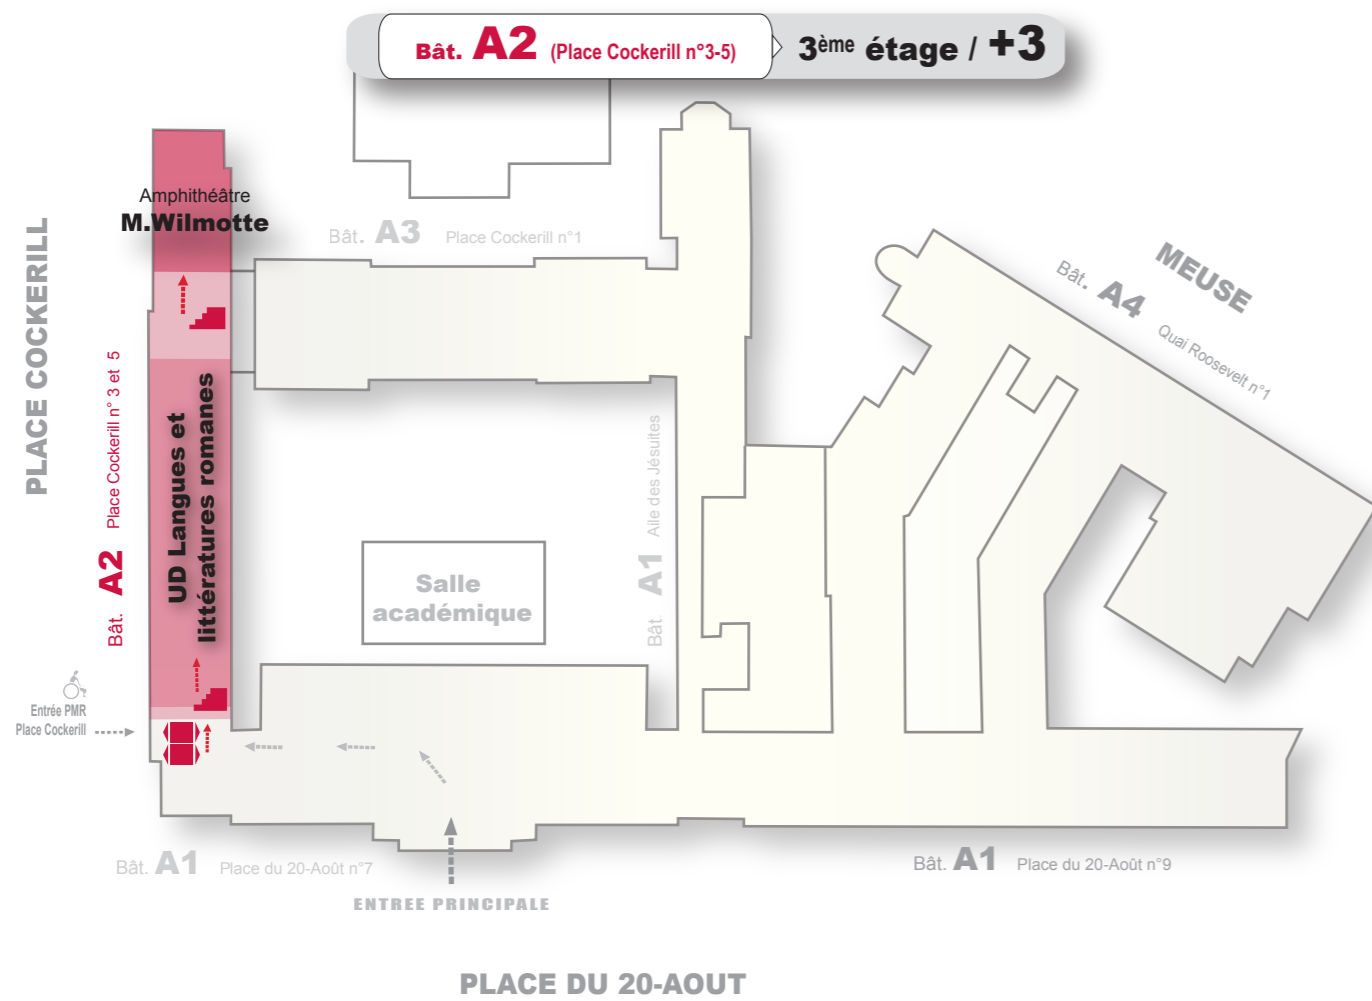 Bât. A2 (Place Cockerill n°3-5) 3ème étage / +3
Amphithéâtre
M.Wilmotte
Bât. A3 Place Cockerill n°1
PLACE COCKERILL
MEUSE
Bât. A4 Quai Roosevelt n°1
Bât. A2 Place Cockerill n° 3 et 5
UD Langues et
littératures romanes
Bât. A1 Aile des Jésuites
Salle
académique
Entrée PMR
Place Cockerill
Bât. A1 Place du 20-Août n°7
Bât. A1 Place du 20-Août n°9
ENTREE PRINCIPALE
PLACE DU 20-AOUT